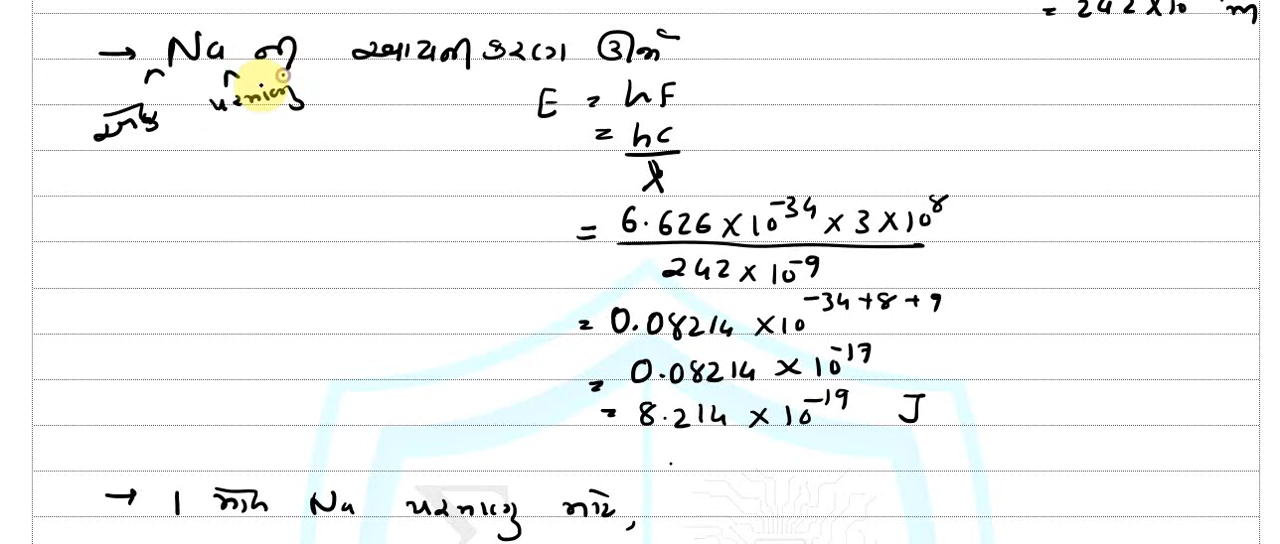 = 242 x 10 m
→ Na નું આયનીકરણ
પરમાણુ
E = hF
= hc
λ
= 6.626 X 10^-34 x 3 X 10^8
242 x 10^-9
= 0.08214 X 10^-34+8+9
= 0.08214 x 10^-17
= 8.214 x 10^-19 J
→ 1 મોલ Na પરમાણુ માટે,